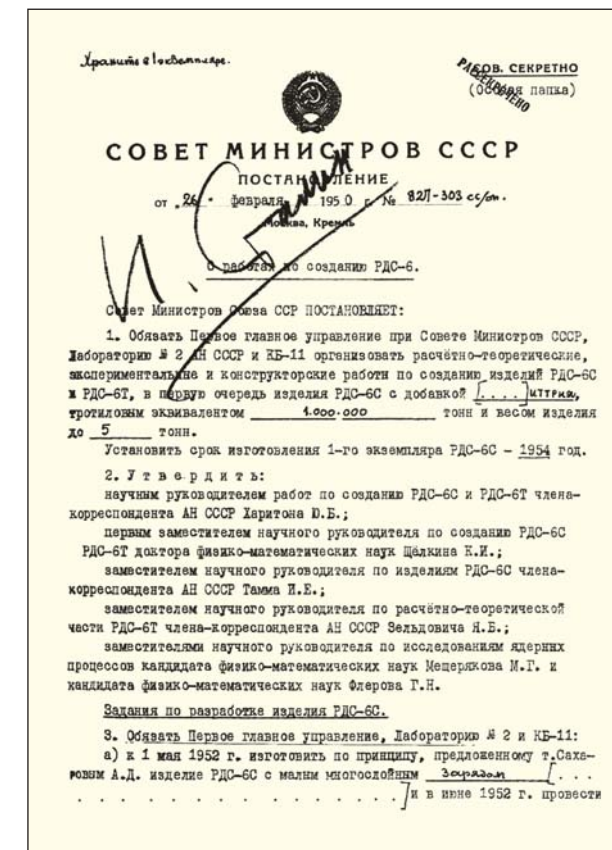 Хранить в 1 экземпляре.
СОВ. СЕКРЕТНО
(Особая папка)
РАССЕКРЕЧЕНО
СОВЕТ МИНИСТРОВ СССР
ПОСТАНОВЛЕНИЕ
от „26" февраля 1950 г. № 827-303 сс/оп.
Москва, Кремль
И. Сталин
О работах по созданию РДС-6.
Совет Министров Союза ССР ПОСТАНОВЛЯЕТ:
1. Обязать Первое главное управление при Совете Министров СССР,
Лабораторию № 2 АН СССР и КБ-11 организовать расчётно-теоретические,
экспериментальные и конструкторские работы по созданию изделий РДС-6С
и РДС-6Т, в первую очередь изделия РДС-6С с добавкой [....] иттрия,
тротиловым эквивалентом 1.000.000 тонн и весом изделия
до 5 тонн.
Установить срок изготовления 1-го экземпляра РДС-6С - 1954 год.
2. Утвердить:
научным руководителем работ по созданию РДС-6С и РДС-6Т члена-
корреспондента АН СССР Харитона Ю.Б.;
первым заместителем научного руководителя по созданию РДС-6С
РДС-6Т доктора физико-математических наук Щёлкина К.И.;
заместителем научного руководителя по изделиям РДС-6С члена-
корреспондента АН СССР Тамма И.Е.;
заместителем научного руководителя по расчётно-теоретической
части РДС-6Т члена-корреспондента АН СССР Зельдовича Я.Б.;
заместителями научного руководителя по исследованиям ядерных
процессов кандидата физико-математических наук Мещерякова М.Г. и
кандидата физико-математических наук Флерова Г.Н.
Задания по разработке изделия РДС-6С.
3. Обязать Первое главное управление, Лабораторию № 2 и КБ-11:
а) к 1 мая 1952 г. изготовить по принципу, предложенному т.Саха-
ровым А.Д. изделие РДС-6С с малым многослойным зарядом [...
. . . . . . . . . . . . . . . . ] и в июне 1952 г. провести